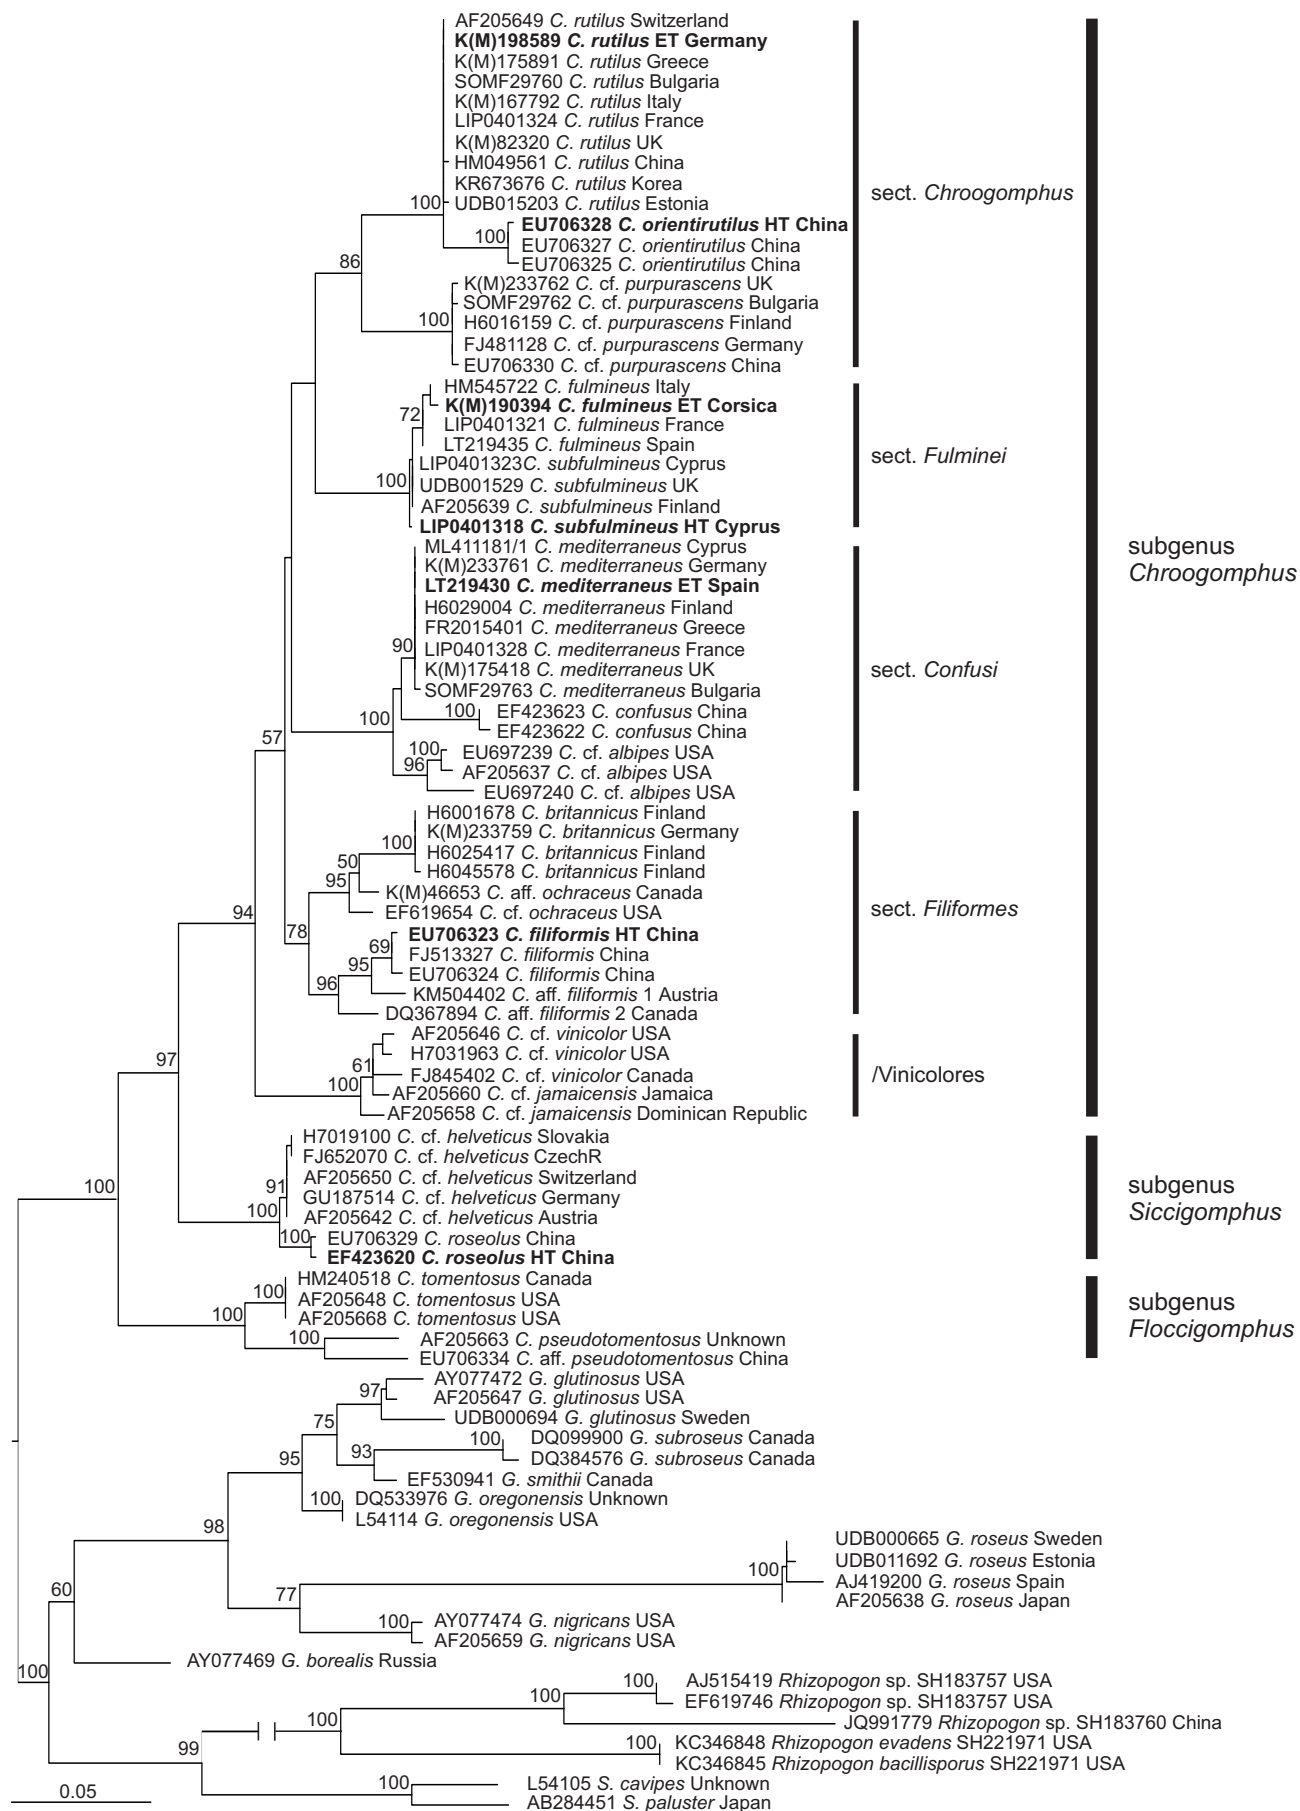 AF205649 C. rutilus Switzerland
K(M)198589 C. rutilus ET Germany
K(M)175891 C. rutilus Greece
SOMF29760 C. rutilus Bulgaria
K(M)167792 C. rutilus Italy
LIP0401324 C. rutilus France
K(M)82320 C. rutilus UK
HM049561 C. rutilus China
KR673676 C. rutilus Korea
UDB015203 C. rutilus Estonia
100
EU706328 C. orientirutilus HT China
100
EU706327 C. orientirutilus China
EU706325 C. orientirutilus China
86
K(M)233762 C. cf. purpurascens UK
SOMF29762 C. cf. purpurascens Bulgaria
100
H6016159 C. cf. purpurascens Finland
FJ481128 C. cf. purpurascens Germany
EU706330 C. cf. purpurascens China
sect. Chroogomphus
HM545722 C. fulmineus Italy
K(M)190394 C. fulmineus ET Corsica
72
LIP0401321 C. fulmineus France
LT219435 C. fulmineus Spain
LIP0401323C. subfulmineus Cyprus
100
UDB001529 C. subfulmineus UK
AF205639 C. subfulmineus Finland
LIP0401318 C. subfulmineus HT Cyprus
sect. Fulminei
ML411181/1 C. mediterraneus Cyprus
K(M)233761 C. mediterraneus Germany
LT219430 C. mediterraneus ET Spain
H6029004 C. mediterraneus Finland
FR2015401 C. mediterraneus Greece
90
LIP0401328 C. mediterraneus France
K(M)175418 C. mediterraneus UK
SOMF29763 C. mediterraneus Bulgaria
100
100
EF423623 C. confusus China
EF423622 C. confusus China
100
EU697239 C. cf. albipes USA
96
AF205637 C. cf. albipes USA
EU697240 C. cf. albipes USA
sect. Confusi
57
H6001678 C. britannicus Finland
K(M)233759 C. britannicus Germany
100
H6025417 C. britannicus Finland
50
H6045578 C. britannicus Finland
95
K(M)46653 C. aff. ochraceus Canada
EF619654 C. cf. ochraceus USA
94
78
EU706323 C. filiformis HT China
69
FJ513327 C. filiformis China
95
EU706324 C. filiformis China
96
KM504402 C. aff. filiformis 1 Austria
DQ367894 C. aff. filiformis 2 Canada
sect. Filiformes
AF205646 C. cf. vinicolor USA
H7031963 C. cf. vinicolor USA
61
FJ845402 C. cf. vinicolor Canada
100
AF205660 C. cf. jamaicensis Jamaica
AF205658 C. cf. jamaicensis Dominican Republic
/Vinicolores
subgenus
Chroogomphus
97
H7019100 C. cf. helveticus Slovakia
FJ652070 C. cf. helveticus CzechR
AF205650 C. cf. helveticus Switzerland
91
GU187514 C. cf. helveticus Germany
100
AF205642 C. cf. helveticus Austria
100
EU706329 C. roseolus China
EF423620 C. roseolus HT China
subgenus
Siccigomphus
100
HM240518 C. tomentosus Canada
100
AF205648 C. tomentosus USA
100
AF205668 C. tomentosus USA
100
AF205663 C. pseudotomentosus Unknown
EU706334 C. aff. pseudotomentosus China
subgenus
Floccigomphus
AY077472 G. glutinosus USA
97
AF205647 G. glutinosus USA
75
UDB000694 G. glutinosus Sweden
100
DQ099900 G. subroseus Canada
93
DQ384576 G. subroseus Canada
95
EF530941 G. smithii Canada
100
DQ533976 G. oregonensis Unknown
L54114 G. oregonensis USA
98
UDB000665 G. roseus Sweden
UDB011692 G. roseus Estonia
100
AJ419200 G. roseus Spain
AF205638 G. roseus Japan
60
77
100
AY077474 G. nigricans USA
AF205659 G. nigricans USA
AY077469 G. borealis Russia
100
100
AJ515419 Rhizopogon sp. SH183757 USA
100
EF619746 Rhizopogon sp. SH183757 USA
100
JQ991779 Rhizopogon sp. SH183760 China
99
100
KC346848 Rhizopogon evadens SH221971 USA
KC346845 Rhizopogon bacillisporus SH221971 USA
100
L54105 S. cavipes Unknown
AB284451 S. paluster Japan
0.05